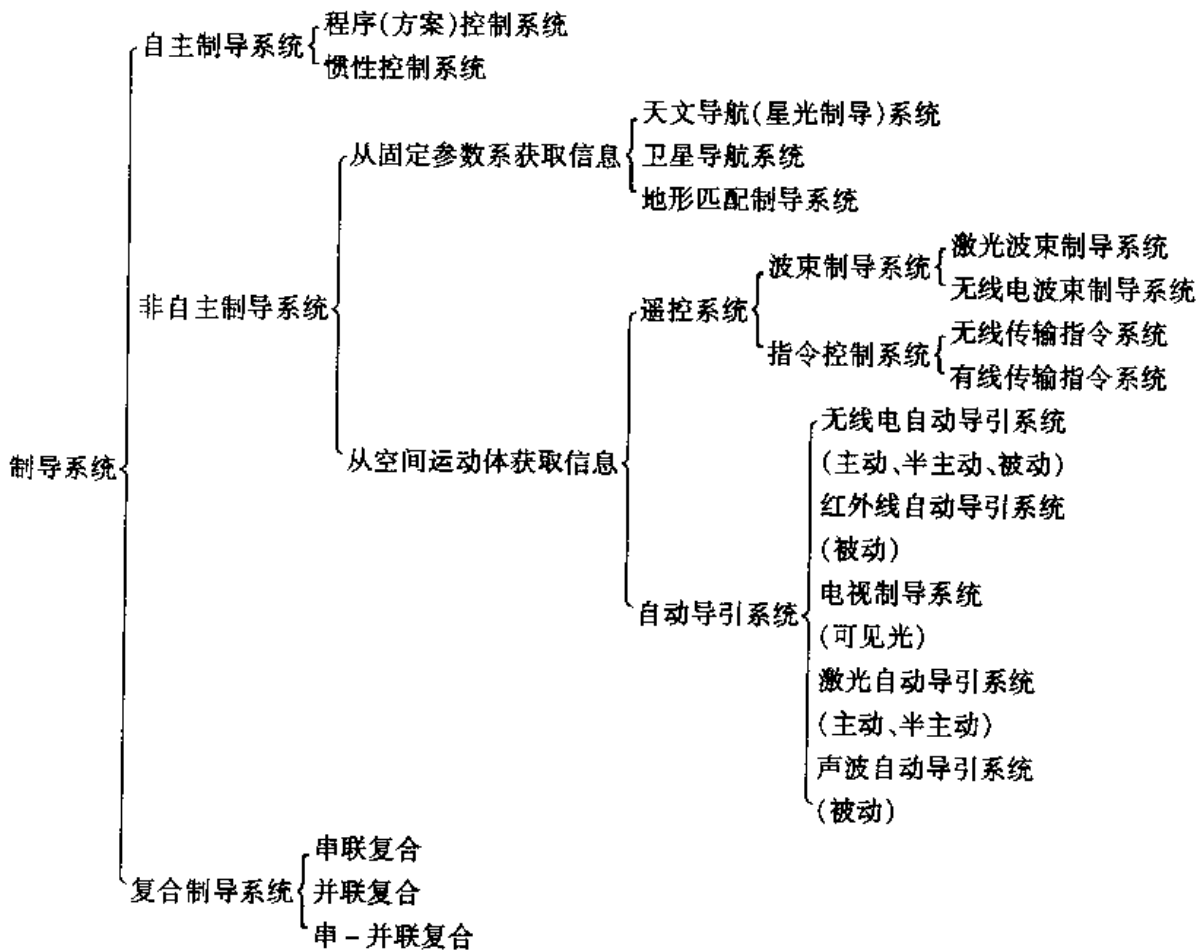 制导系统
自主制导系统
程序(方案)控制系统
惯性控制系统
非自主制导系统
从固定参数系获取信息
天文导航(星光制导)系统
卫星导航系统
地形匹配制导系统
从空间运动体获取信息
遥控系统
波束制导系统
激光波束制导系统
无线电波束制导系统
指令控制系统
无线传输指令系统
有线传输指令系统
自动导引系统
无线电自动导引系统
(主动、半主动、被动)
红外线自动导引系统
(被动)
电视制导系统
(可见光)
激光自动导引系统
(主动、半主动)
声波自动导引系统
(被动)
复合制导系统
串联复合
并联复合
串-并联复合